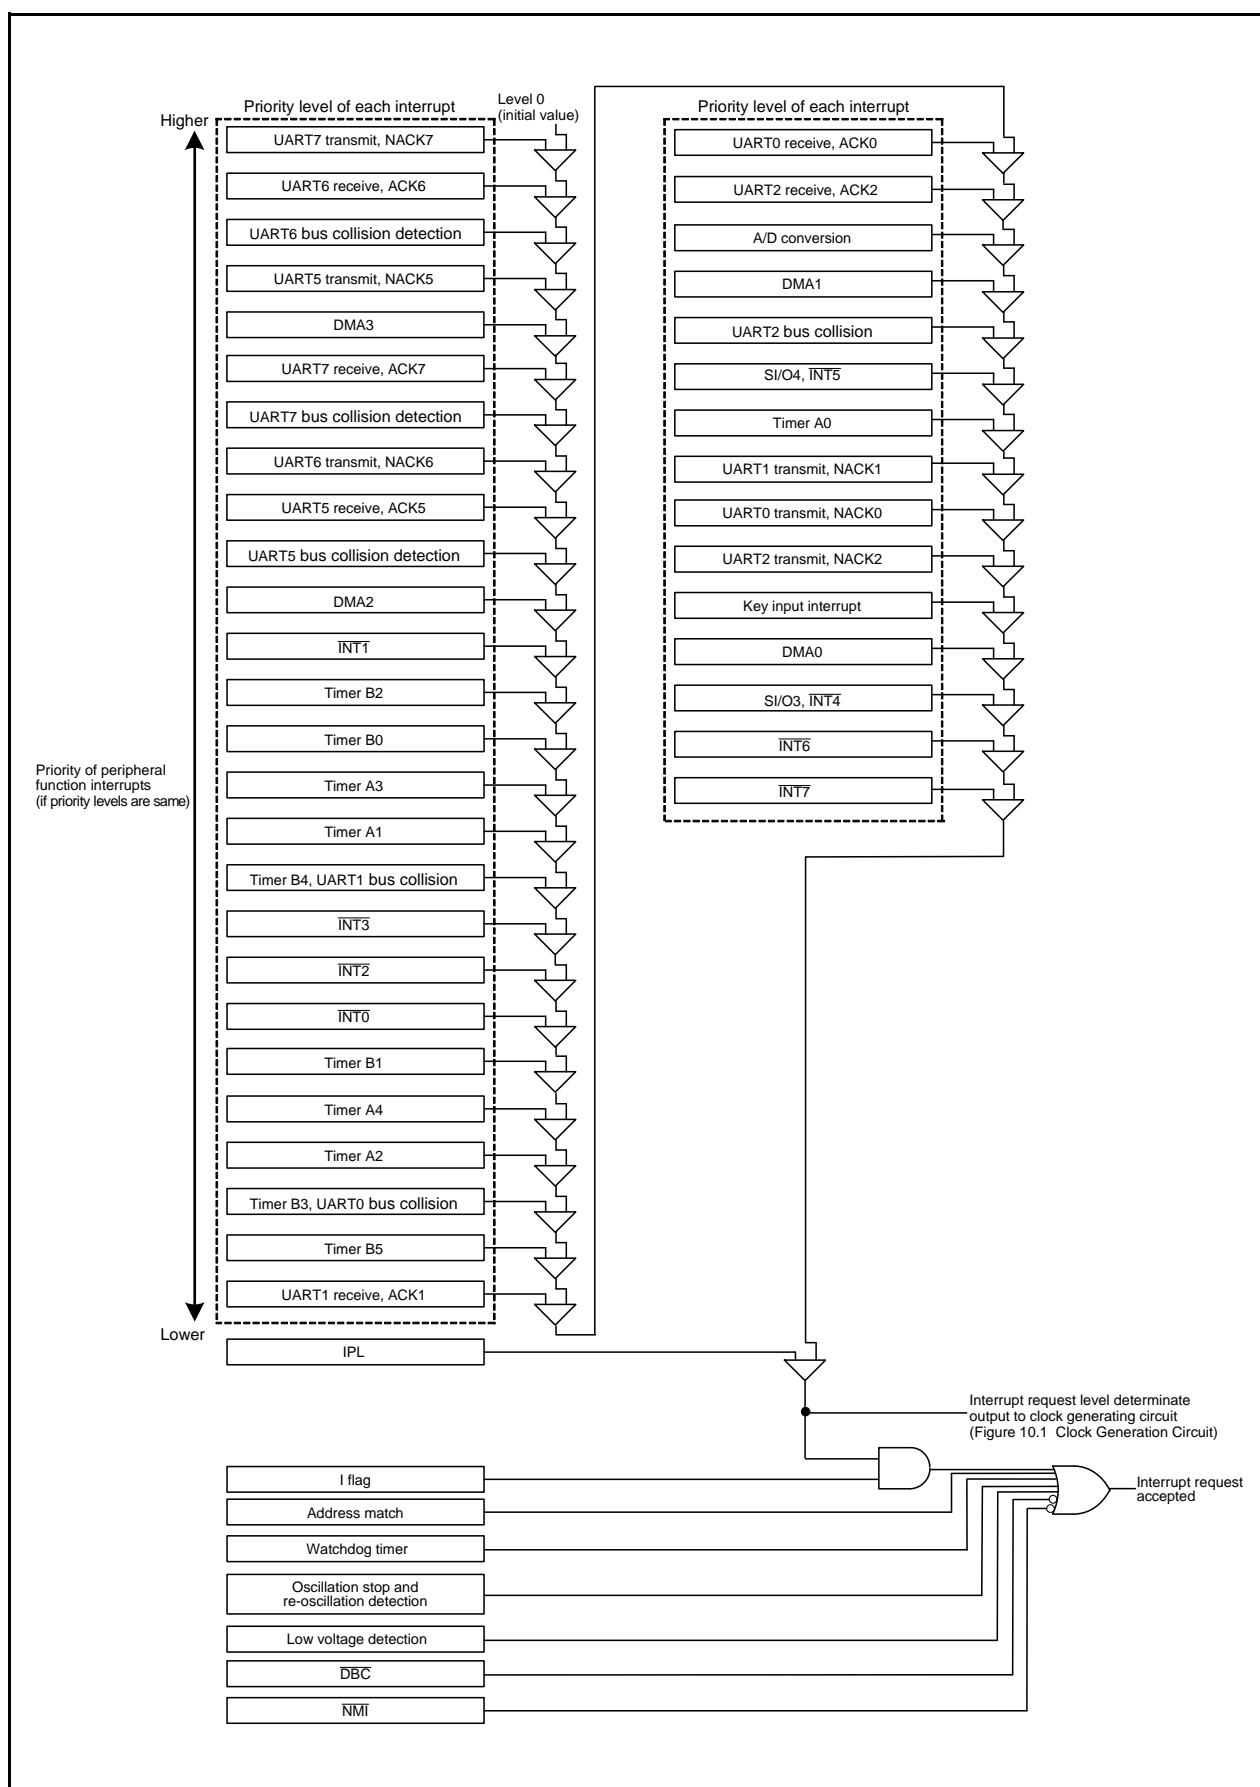 Priority level of each interrupt
Level 0
(initial value)
Higher
UART7 transmit, NACK7
UART6 receive, ACK6
UART6 bus collision detection
UART5 transmit, NACK5
DMA3
UART7 receive, ACK7
UART7 bus collision detection
UART6 transmit, NACK6
UART5 receive, ACK5
UART5 bus collision detection
DMA2
INT1
Timer B2
Timer B0
Timer A3
Timer A1
Timer B4, UART1 bus collision
INT3
INT2
INT0
Timer B1
Timer A4
Timer A2
Timer B3, UART0 bus collision
Timer B5
UART1 receive, ACK1
Priority of peripheral
function interrupts
(if priority levels are same)
Lower
Priority level of each interrupt
UART0 receive, ACK0
UART2 receive, ACK2
A/D conversion
DMA1
UART2 bus collision
SI/O4, INT5
Timer A0
UART1 transmit, NACK1
UART0 transmit, NACK0
UART2 transmit, NACK2
Key input interrupt
DMA0
SI/O3, INT4
INT6
INT7
IPL
Interrupt request level determinate
output to clock generating circuit
(Figure 10.1 Clock Generation Circuit)
I flag
Address match
Watchdog timer
Oscillation stop and
re-oscillation detection
Low voltage detection
DBC
NMI
Interrupt request
accepted